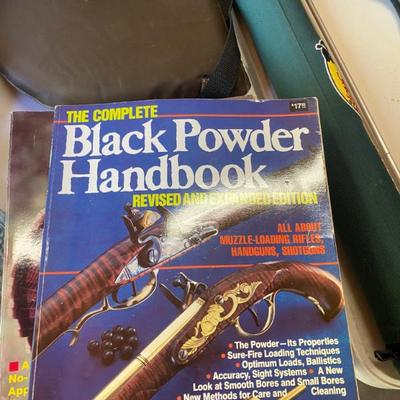 $17.95
THE COMPLETE
Black Powder
Handbook
REVISED AND EXPANDED EDITION
ALL ABOUT
MUZZLE-LOADING RIFLES,
HANDGUNS, SHOTGUNS
• The Powder—Its Properties
• Sure-Fire Loading Techniques
• Optimum Loads, Ballistics
• Accuracy, Sight Systems • A New
Look at Smooth Bores and Small Bores
• New Methods for Care and Cleaning
No-
App